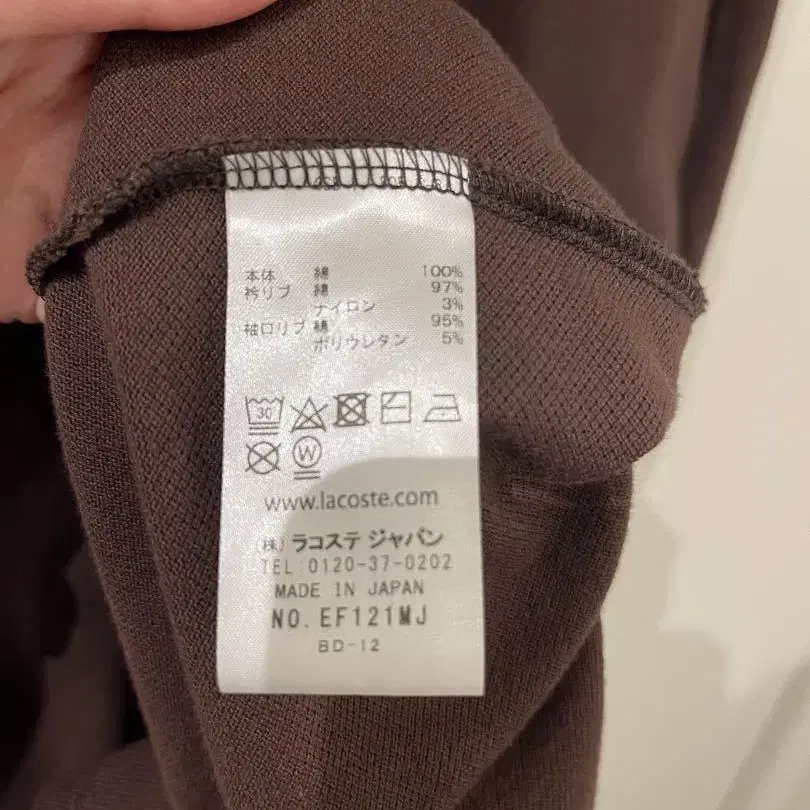 本体 綿 100%
衿リブ 綿 97%
ナイロン 3%
袖口リブ 綿 95%
ポリウレタン 5%
30
W
www.lacoste.com
(株) ラコステ ジャパン
TEL:0120-37-0202
MADE IN JAPAN
NO. EF121MJ
BD-12